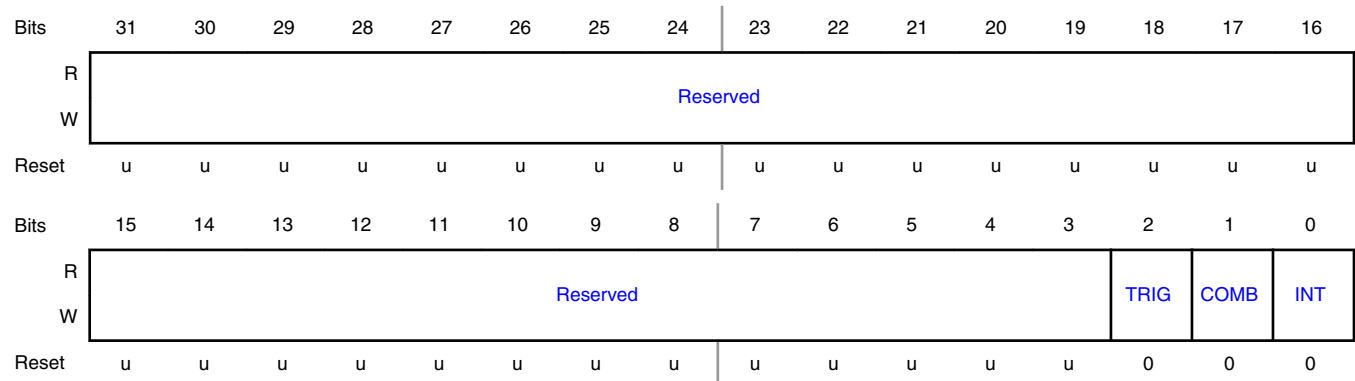 Bits 31 30 29 28 27 26 25 24 23 22 21 20 19 18 17 16
R
Reserved
W
Reset u u u u u u u u u u u u u u u u
Bits 15 14 13 12 11 10 9 8 7 6 5 4 3 2 1 0
R
Reserved TRIG COMB INT
W
Reset u u u u u u u u u u u u u 0 0 0